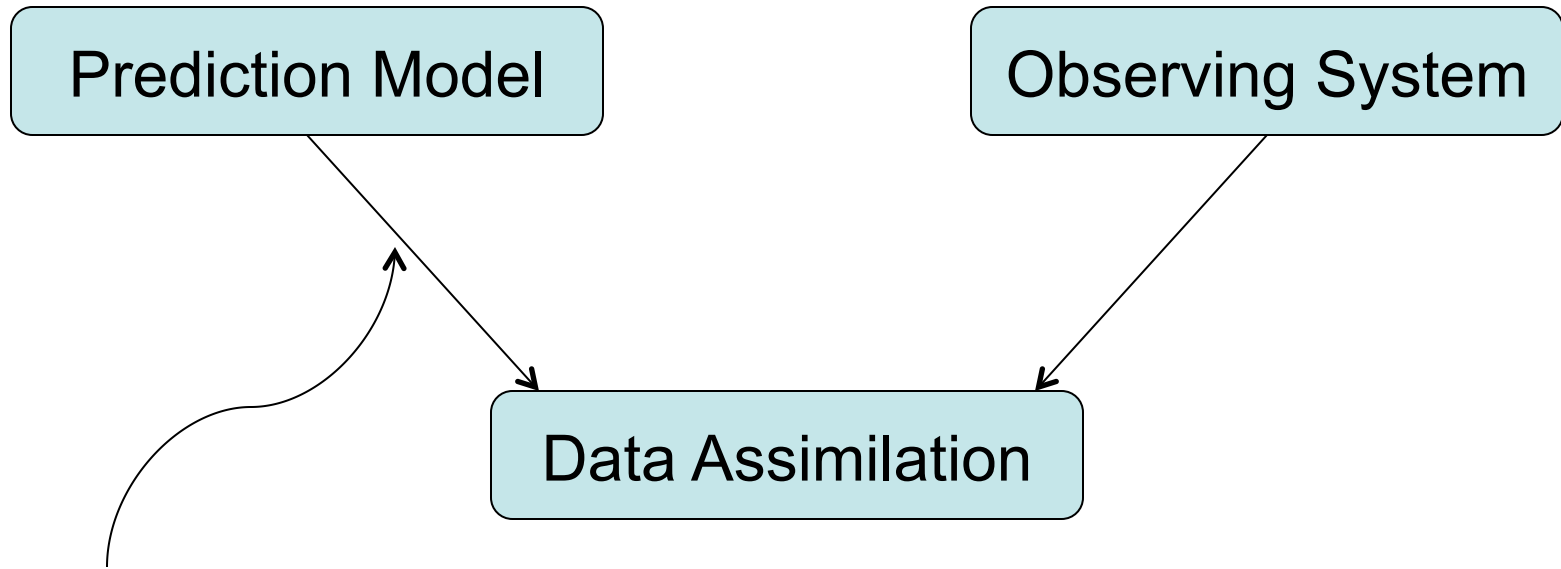 Prediction Model
Observing System
Data Assimilation